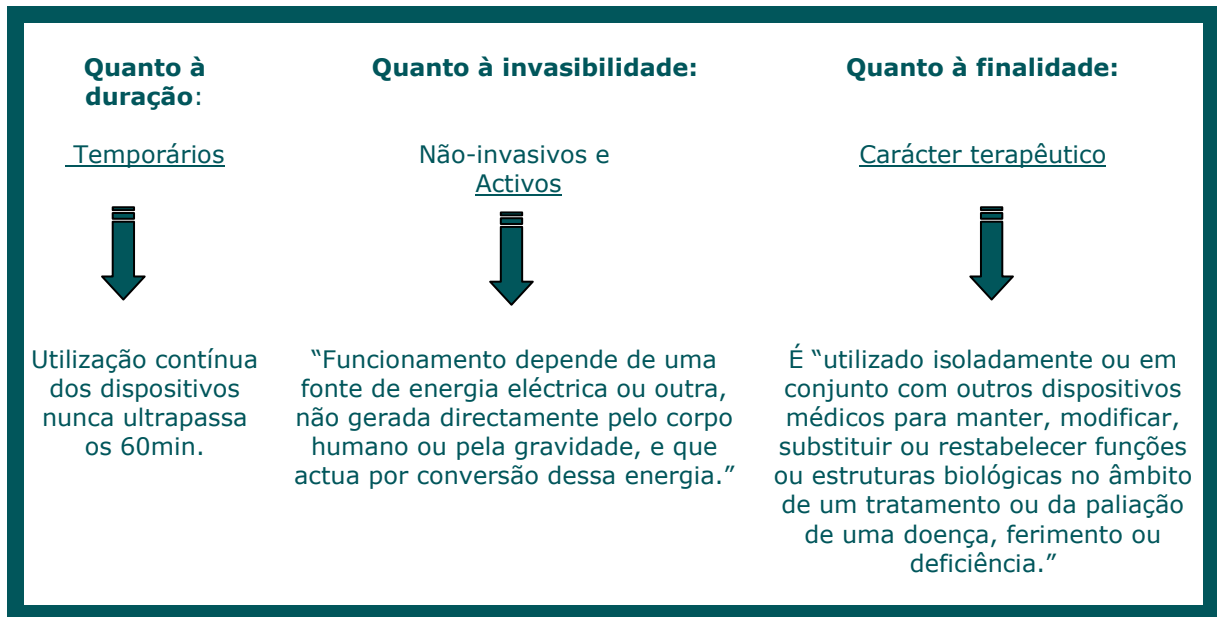 Quanto à
duração:
Temporários
Utilização contínua
dos dispositivos
nunca ultrapassa
os 60min.
Quanto à invasibilidade:
Não-invasivos e
Activos
“Funcionamento depende de uma
fonte de energia eléctrica ou outra,
não gerada directamente pelo corpo
humano ou pela gravidade, e que
actua por conversão dessa energia.”
Quanto à finalidade:
Carácter terapêutico
É “utilizado isoladamente ou em
conjunto com outros dispositivos
médicos para manter, modificar,
substituir ou restabelecer funções
ou estruturas biológicas no âmbito
de um tratamento ou da paliação
de uma doença, ferimento ou
deficiência.”